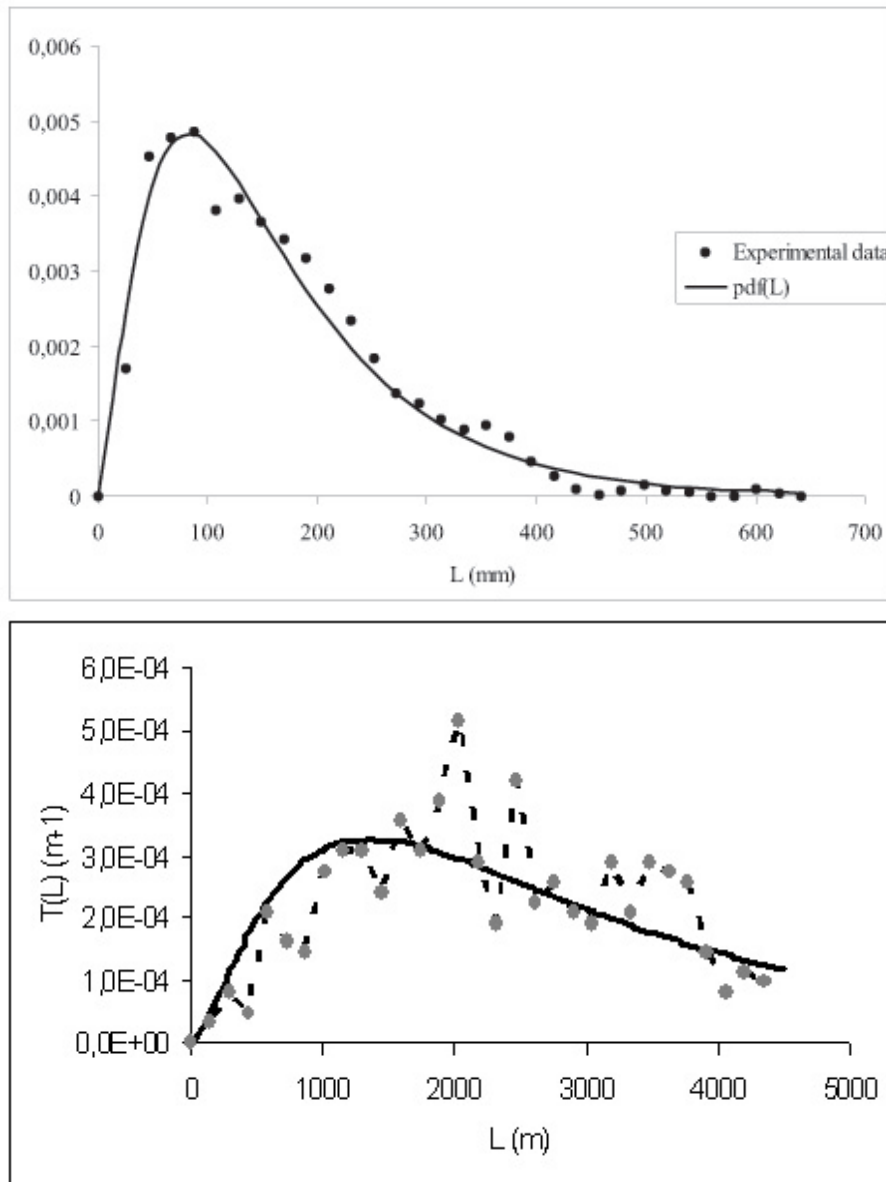 0,006
0,005
0,004
0,003
0,002
0,001
0
Experimental data
pdf(L)
0 100 200 300 400 500 600 700
L (mm)
6,0E-04
5,0E-04
4,0E-04
3,0E-04
2,0E-04
1,0E-04
0,0E+00
T(L) (m+1)
0 1000 2000 3000 4000 5000
L (m)